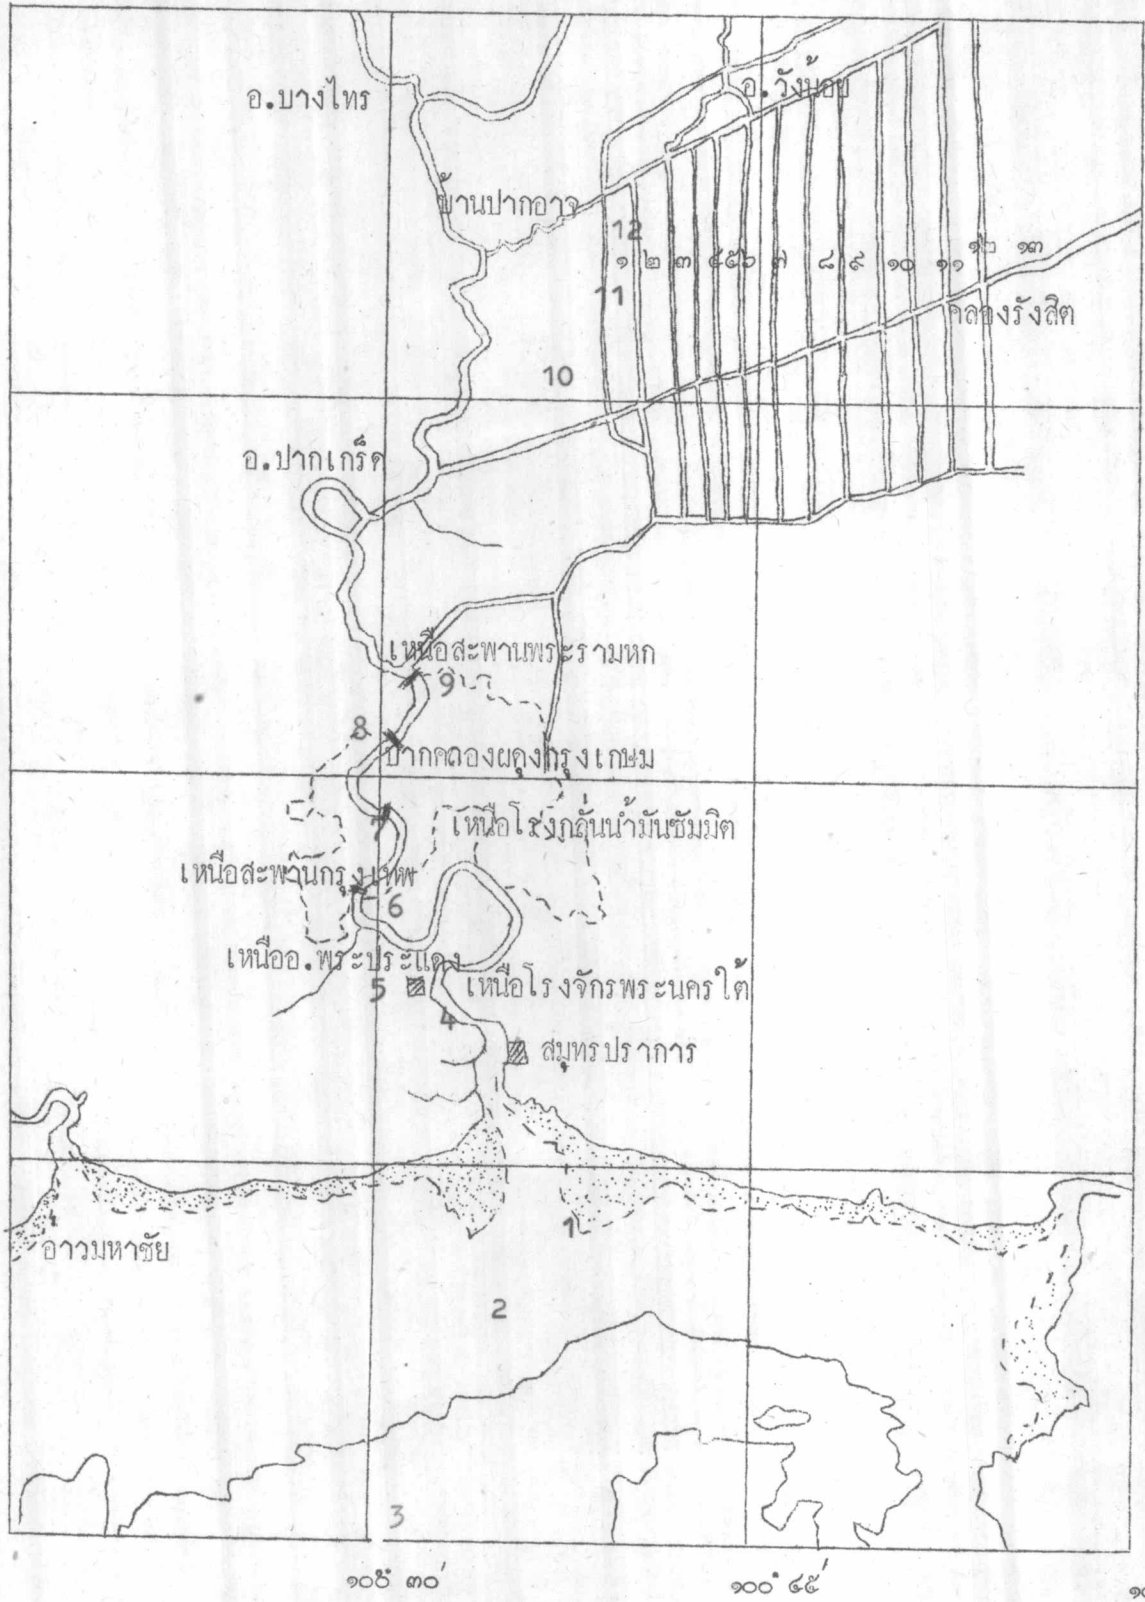 อ.บางไทร
อ.วังน้อย
บ้านปากอาจ
12
๑ ๒ ๓ ๔ ๕ ๖ ๗ ๘ ๙ ๑๐ ๑๑ ๑๒ ๑๓
11
คลองรังสิต
10
อ.ปากเกร็ด
เหนือสะพานพระรามหก
9
8
ปากคลองผดุงกรุงเกษม
7
เหนือโรงกลั่นน้ำมันซัมมิต
เหนือสะพานกรุงเทพ
6
เหนืออ.พระประแดง
5
เหนือโรงจักรพระนครใต้
4
สมุทรปราการ
1
อาวมหาชัย
2
3
๑๐๐° ๓๐'
๑๐๐° ๔๕'